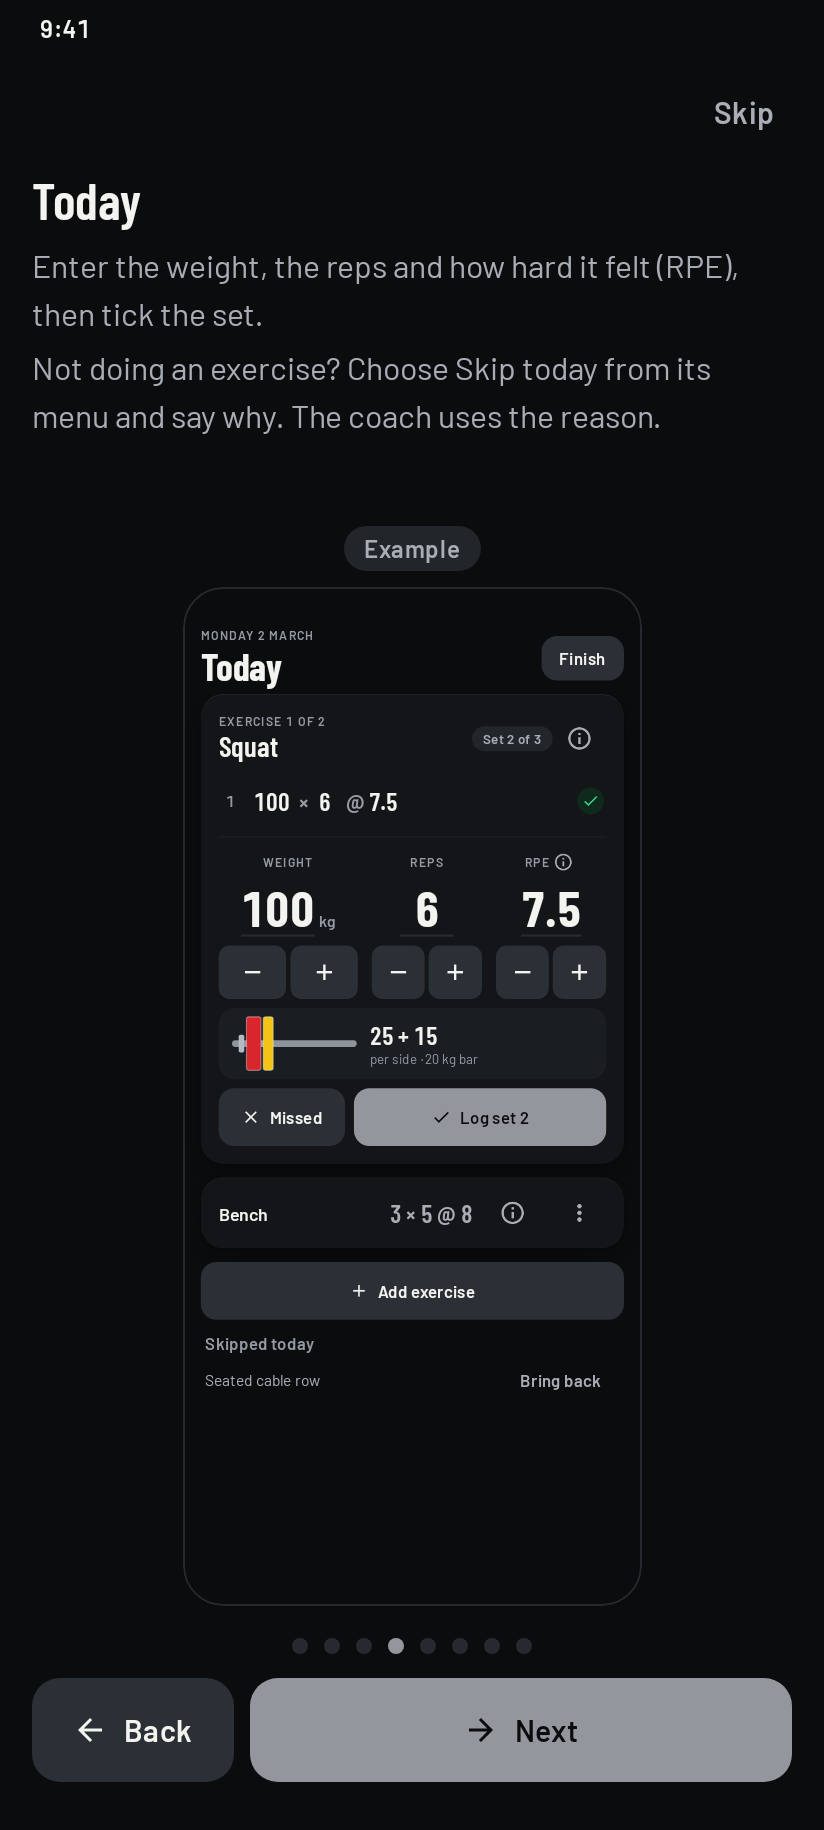 9:41
Skip
Today
Enter the weight, the reps and how hard it felt (RPE),
then tick the set.
Not doing an exercise? Choose Skip today from its
menu and say why. The coach uses the reason.
Example
MONDAY 2 MARCH
Today
Finish
EXERCISE 1 OF 2
Squat
Set 2 of 3
1 100 × 6 @ 7.5
WEIGHT REPS RPE
100 kg 6 7.5
25 + 15
per side · 20 kg bar
Missed
Log set 2
Bench 3 × 5 @ 8
Add exercise
Skipped today
Seated cable row Bring back
Back
Next